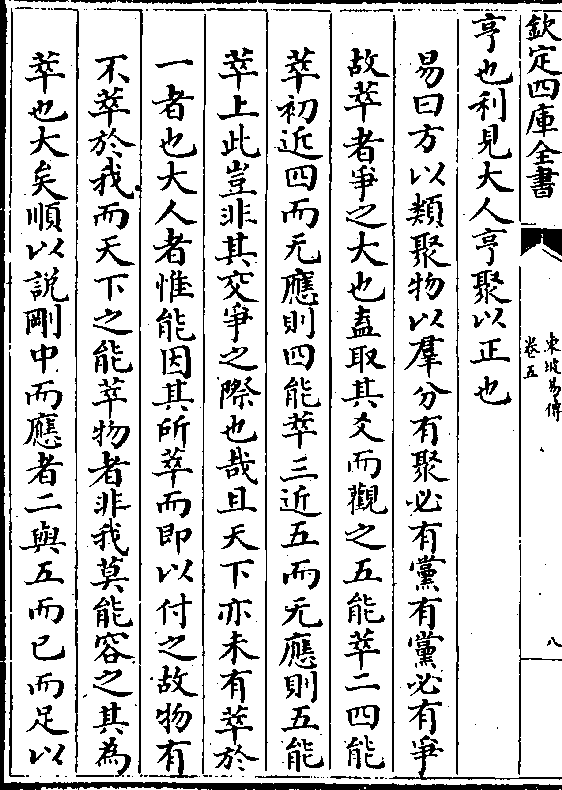 欽定四庫全書
東坡易傳
卷五
八
亨也利見大人亨聚以正也
易曰方以類聚物以羣分有聚必有黨有黨必有爭
故萃者爭之大也盍取其爻而觀之五能萃二四能
萃初近四而无應則四能萃三近五而无應則五能
萃上此豈非其交爭之際也哉且天下亦未有萃於
一者也大人者惟能因其所萃而即以付之故物有
不萃於我而天下之能萃物者非我莫能容之其為
萃也大矣順以說剛中而應者二與五而已而足以